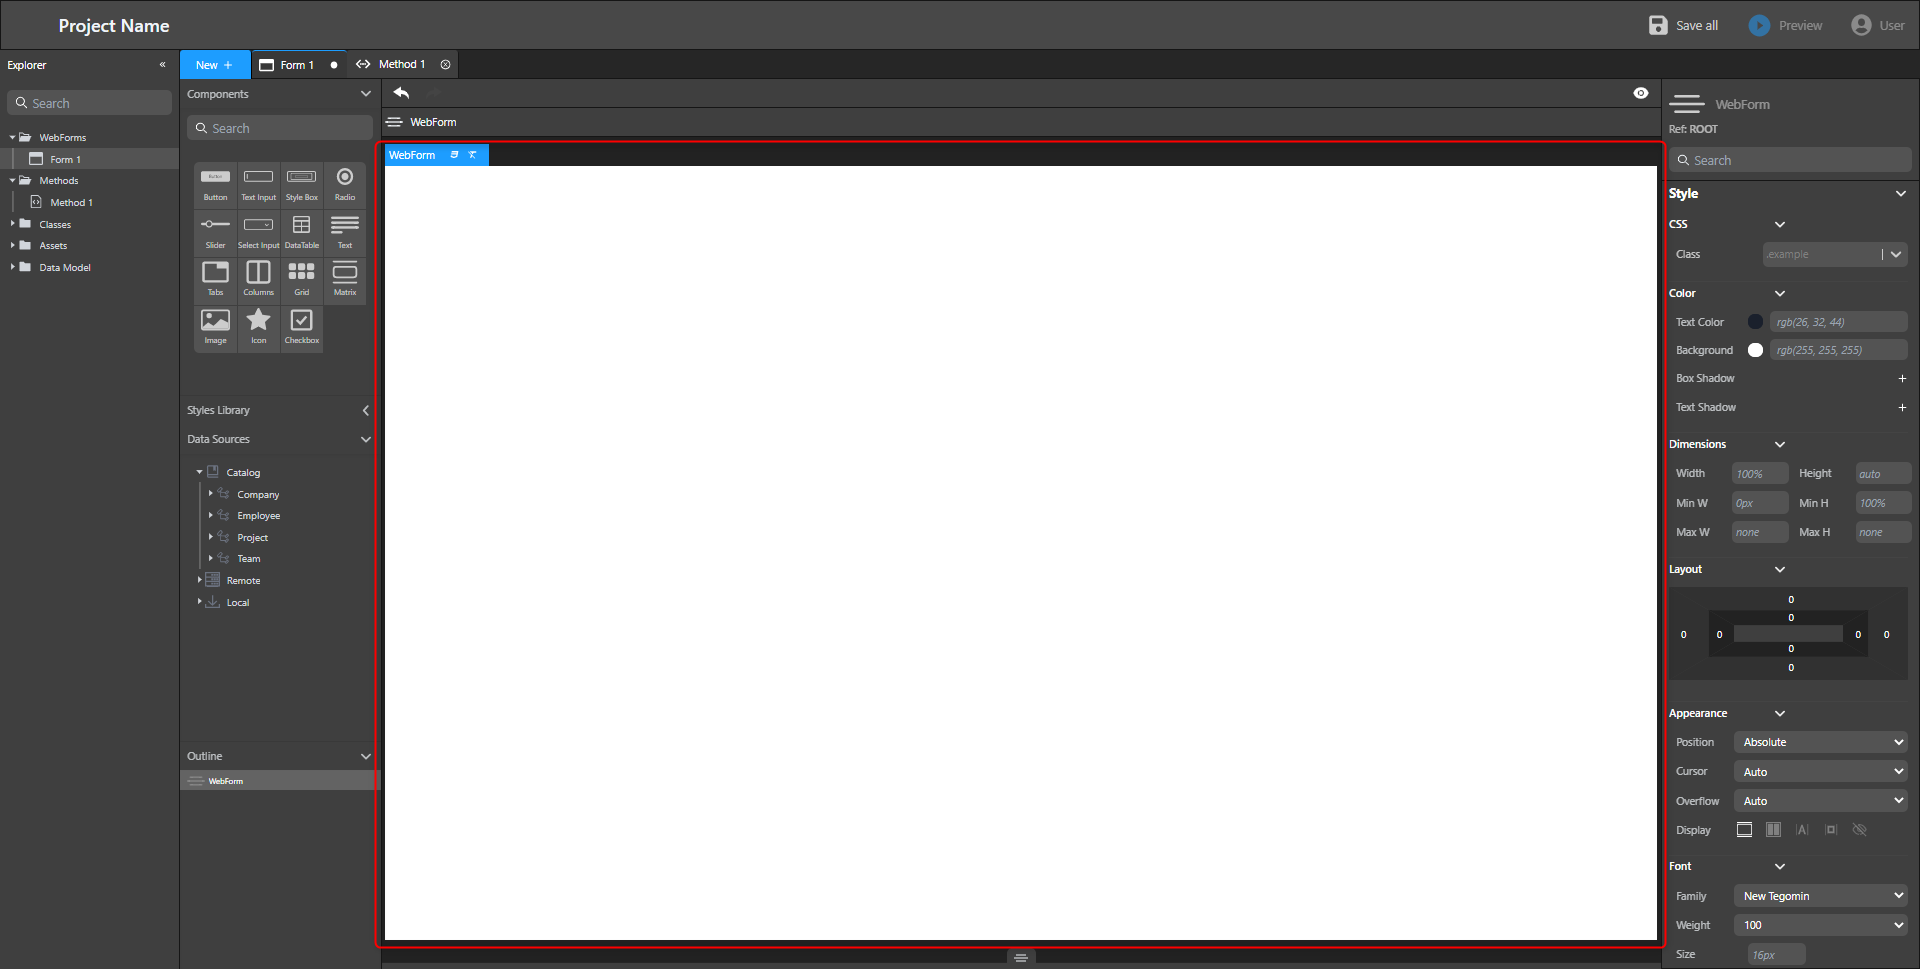 Project Name
Save all
Preview
User
Explorer
Search
WebForms
Form 1
Methods
Method 1
Classes
Assets
Data Model
New +
Form 1
Method 1
Components
Search
Button
Text Input
Style Box
Radio
Slider
Select Input
DataTable
Text
Tabs
Columns
Grid
Matrix
Image
Icon
Checkbox
Styles Library
Data Sources
Catalog
Company
Employee
Project
Team
Remote
Local
Outline
WebForm
WebForm
WebForm
WebForm
Ref: ROOT
Search
Style
CSS
Class .example
Color
Text Color rgb(26, 32, 44)
Background rgb(255, 255, 255)
Box Shadow +
Text Shadow +
Dimensions
Width 100% Height auto
Min W 0px Min H 100%
Max W none Max H none
Layout
0
0
0 0 0 0
0
0
Appearance
Position Absolute
Cursor Auto
Overflow Auto
Display
Font
Family New Tegomin
Weight 100
Size 16px